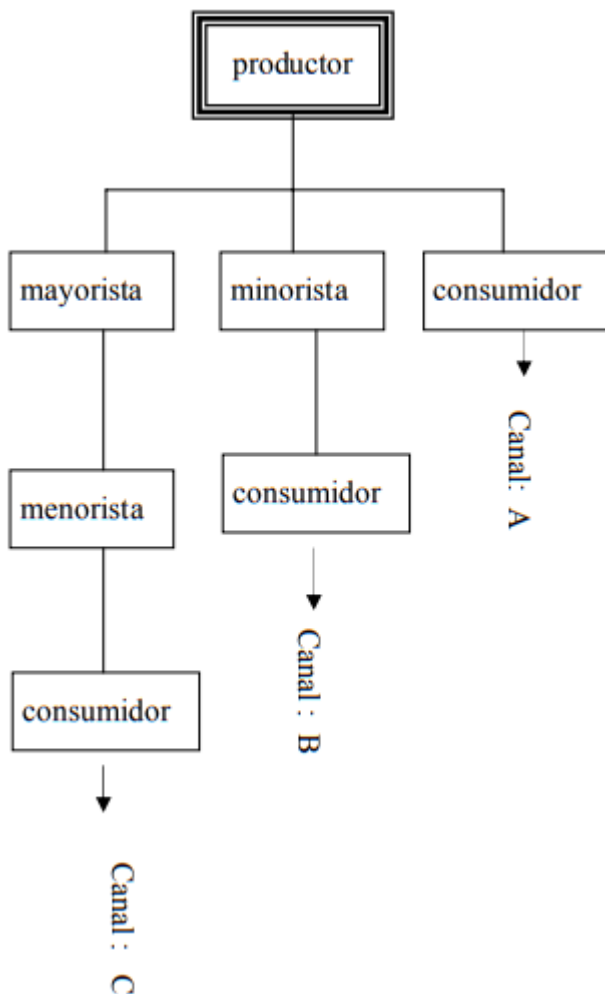 productor
mayorista
minorista
consumidor
menorista
consumidor
consumidor
Canal: A
Canal : B
Canal : C